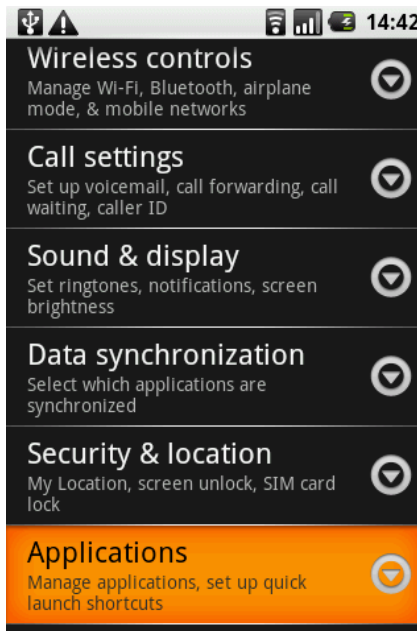 14:42
Wireless controls
Manage Wi-Fi, Bluetooth, airplane
mode, & mobile networks
Call settings
Set up voicemail, call forwarding, call
waiting, caller ID
Sound & display
Set ringtones, notifications, screen
brightness
Data synchronization
Select which applications are
synchronized
Security & location
My Location, screen unlock, SIM card
lock
Applications
Manage applications, set up quick
launch shortcuts